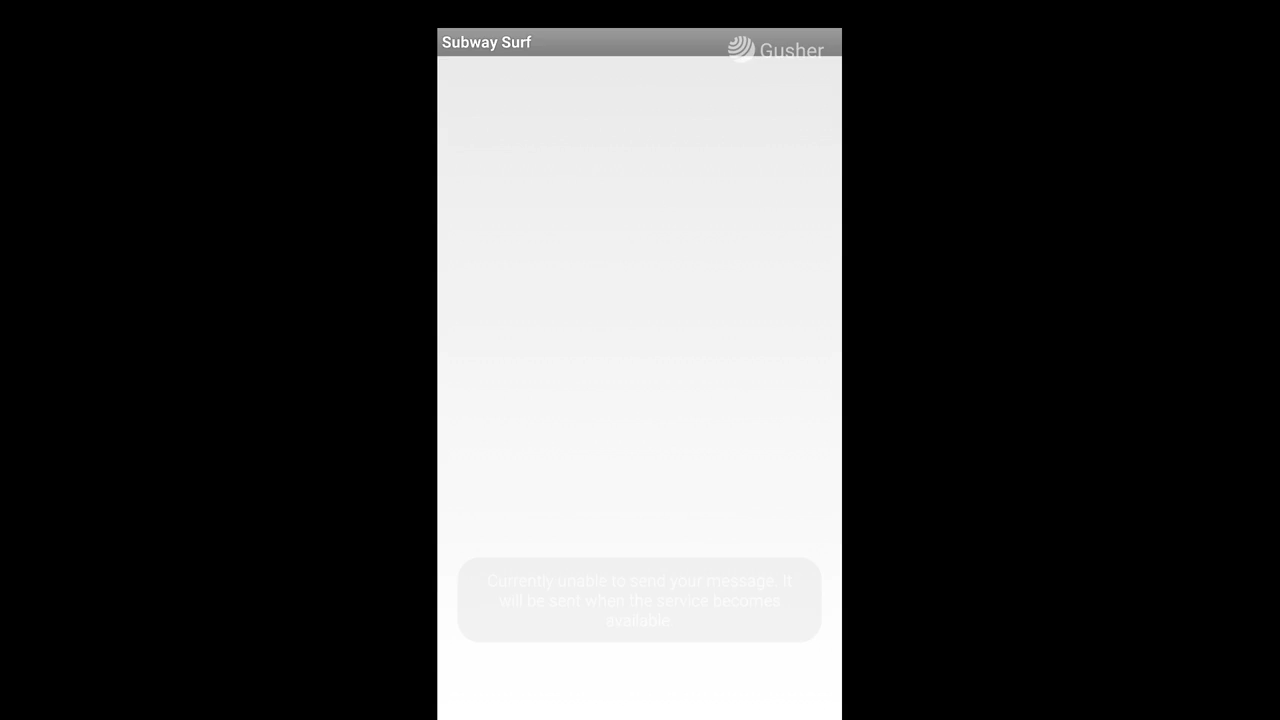 Subway Surf
Gusher
Currently unable to send your message. It
will be sent when the service becomes
available